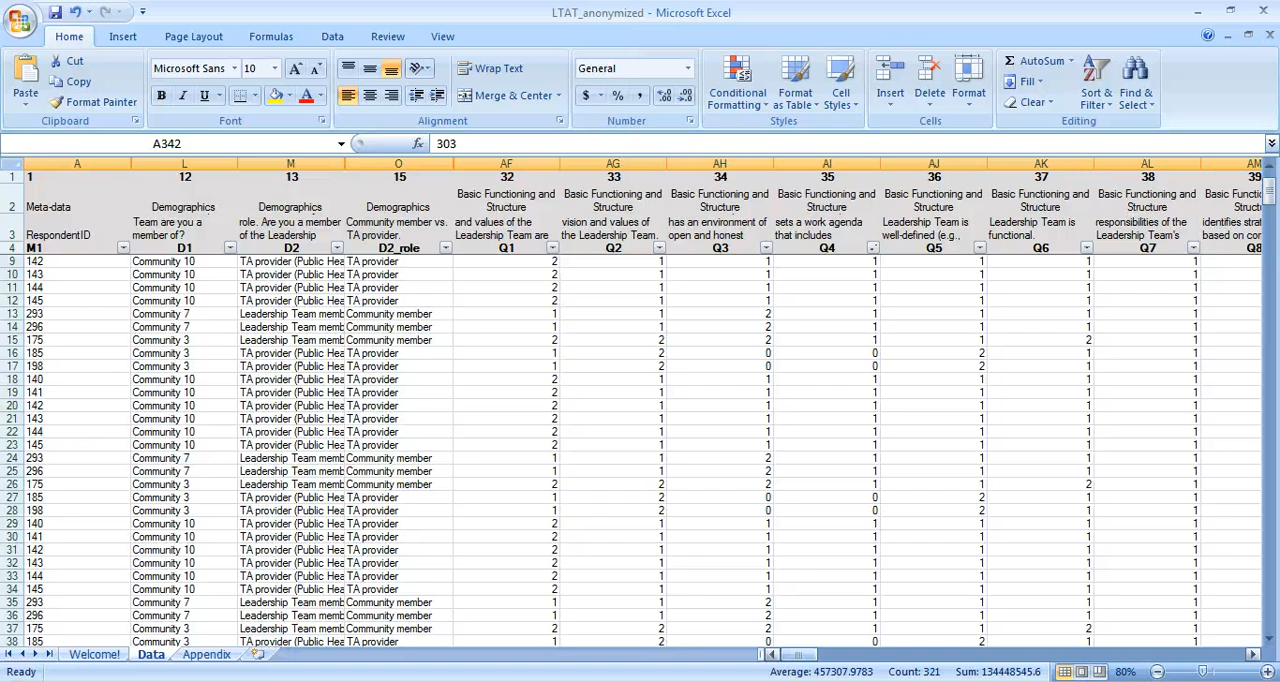 LTAT_anonymized - Microsoft Excel
Home Insert Page Layout Formulas Data Review View
Paste Cut Copy Format Painter Clipboard
Microsoft Sans 10 A A B I U A Font
Wrap Text Merge & Center Alignment
General $ % , Number
Conditional Formatting Format as Table Cell Styles Styles
Insert Delete Format Cells
Σ AutoSum Fill Clear Sort & Filter Find & Select Editing
A342 fx 303
A L M O AF AG AH AI AJ AK AL AM
1 1 12 13 15 32 33 34 35 36 37 38 39
Basic Functioning and Basic Functioning and Basic Functioning and Basic Functioning and Basic Functioning and Basic Functioning and Basic Functioning and Basic Function
2 Meta-data Demographics Demographics Demographics Structure Structure Structure Structure Structure Structure Structure Structu
Team are you a role. Are you a member Community member vs. and values of the vision and values of has an environment of sets a work agenda Leadership Team is Leadership Team is responsibilities of the identifies strat
3 RespondentID member of? of the Leadership TA provider. Leadership Team are the Leadership Team. open and honest that includes well-defined (e.g., functional. Leadership Team's based on cor
4 M1 D1 D2 D2_role Q1 Q2 Q3 Q4 Q5 Q6 Q7 Q8
9 142 Community 10 TA provider (Public Hea TA provider 2 1 1 1 1 1 1
10 143 Community 10 TA provider (Public Hea TA provider 2 1 1 1 1 1 1
11 144 Community 10 TA provider (Public Hea TA provider 2 1 1 1 1 1 1
12 145 Community 10 TA provider (Public Hea TA provider 2 1 1 1 1 1 1
13 293 Community 7 Leadership Team memb Community member 1 1 2 1 1 1 1
14 296 Community 7 Leadership Team memb Community member 1 1 2 1 1 1 1
15 175 Community 3 Leadership Team memb Community member 2 2 2 1 1 2 1
16 185 Community 3 TA provider (Public Hea TA provider 1 2 0 0 2 1 1
17 198 Community 3 TA provider (Public Hea TA provider 1 2 0 0 2 1 1
18 140 Community 10 TA provider (Public Hea TA provider 2 1 1 1 1 1 1
19 141 Community 10 TA provider (Public Hea TA provider 2 1 1 1 1 1 1
20 142 Community 10 TA provider (Public Hea TA provider 2 1 1 1 1 1 1
21 143 Community 10 TA provider (Public Hea TA provider 2 1 1 1 1 1 1
22 144 Community 10 TA provider (Public Hea TA provider 2 1 1 1 1 1 1
23 145 Community 10 TA provider (Public Hea TA provider 2 1 1 1 1 1 1
24 293 Community 7 Leadership Team memb Community member 1 1 2 1 1 1 1
25 296 Community 7 Leadership Team memb Community member 1 1 2 1 1 1 1
26 175 Community 3 Leadership Team memb Community member 2 2 2 1 1 2 1
27 185 Community 3 TA provider (Public Hea TA provider 1 2 0 0 2 1 1
28 198 Community 3 TA provider (Public Hea TA provider 1 2 0 0 2 1 1
29 140 Community 10 TA provider (Public Hea TA provider 2 1 1 1 1 1 1
30 141 Community 10 TA provider (Public Hea TA provider 2 1 1 1 1 1 1
31 142 Community 10 TA provider (Public Hea TA provider 2 1 1 1 1 1 1
32 143 Community 10 TA provider (Public Hea TA provider 2 1 1 1 1 1 1
33 144 Community 10 TA provider (Public Hea TA provider 2 1 1 1 1 1 1
34 145 Community 10 TA provider (Public Hea TA provider 2 1 1 1 1 1 1
35 293 Community 7 Leadership Team memb Community member 1 1 2 1 1 1 1
36 296 Community 7 Leadership Team memb Community member 1 1 2 1 1 1 1
37 175 Community 3 Leadership Team memb Community member 2 2 2 1 1 2 1
38 185 Community 3 TA provider (Public Hea TA provider 1 2 0 0 2 1 1
Welcome! Data Appendix
Ready Average: 457307.9783 Count: 321 Sum: 134448545.6 80%